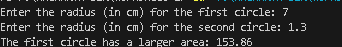 Enter the radius (in cm) for the first circle: 7
Enter the radius (in cm) for the second circle: 1.3
The first circle has a larger area: 153.86